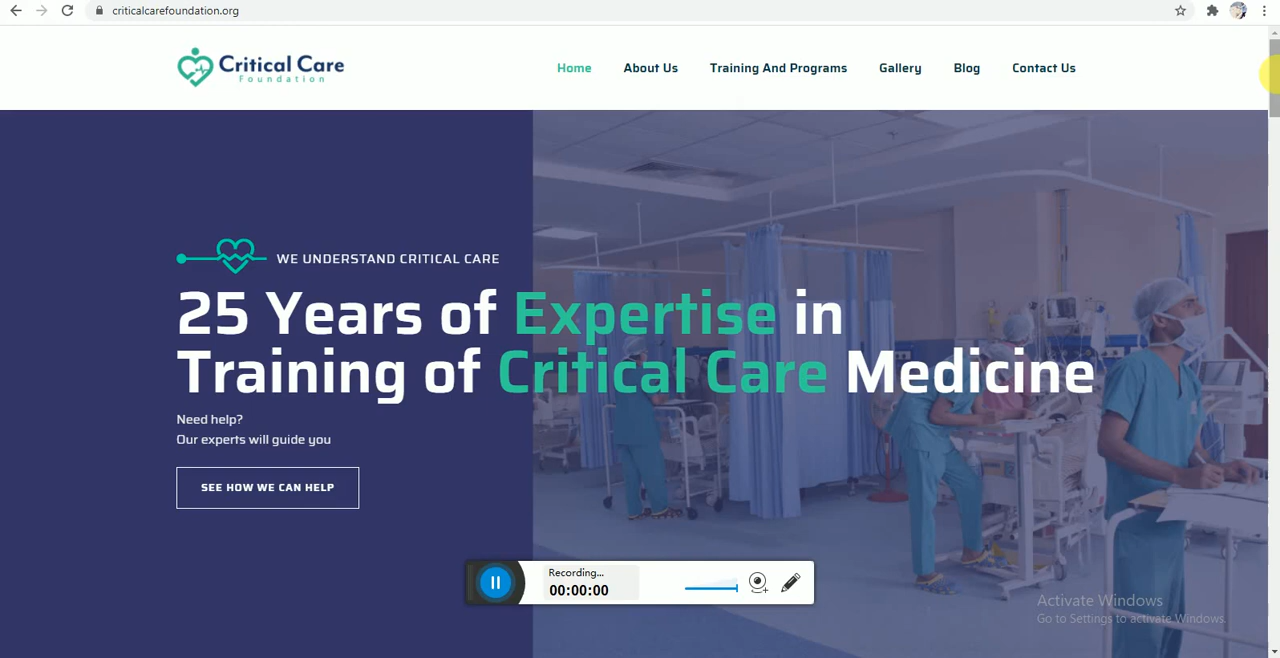 criticalcarefoundation.org
Critical Care
Foundation
Home
About Us
Training And Programs
Gallery
Blog
Contact Us
WE UNDERSTAND CRITICAL CARE
25 Years of Expertise in
Training of Critical Care Medicine
Need help?
Our experts will guide you
SEE HOW WE CAN HELP
Recording...
00:00:00
Activate Windows
Go to Settings to activate Windows.